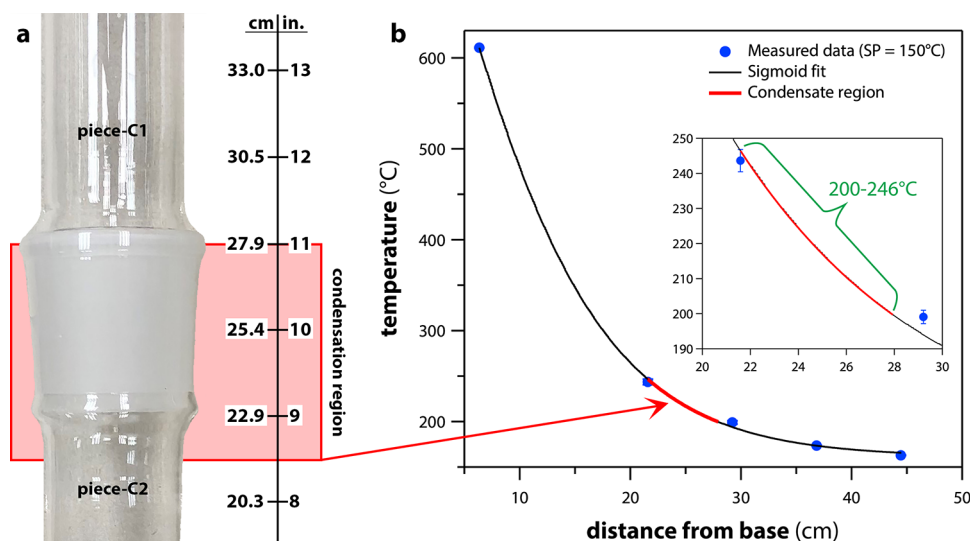 a
cm in.
33.0 13
piece-C1
30.5 12
27.9 11
25.4 10
22.9 9
20.3 8
condensation region
piece-C2
b
temperature (°C)
600
500
400
300
200
10 20 30 40 50
distance from base (cm)
Measured data (SP = 150°C)
Sigmoid fit
Condensate region
250
240
230
220
210
200
190
20 22 24 26 28 30
200-246°C